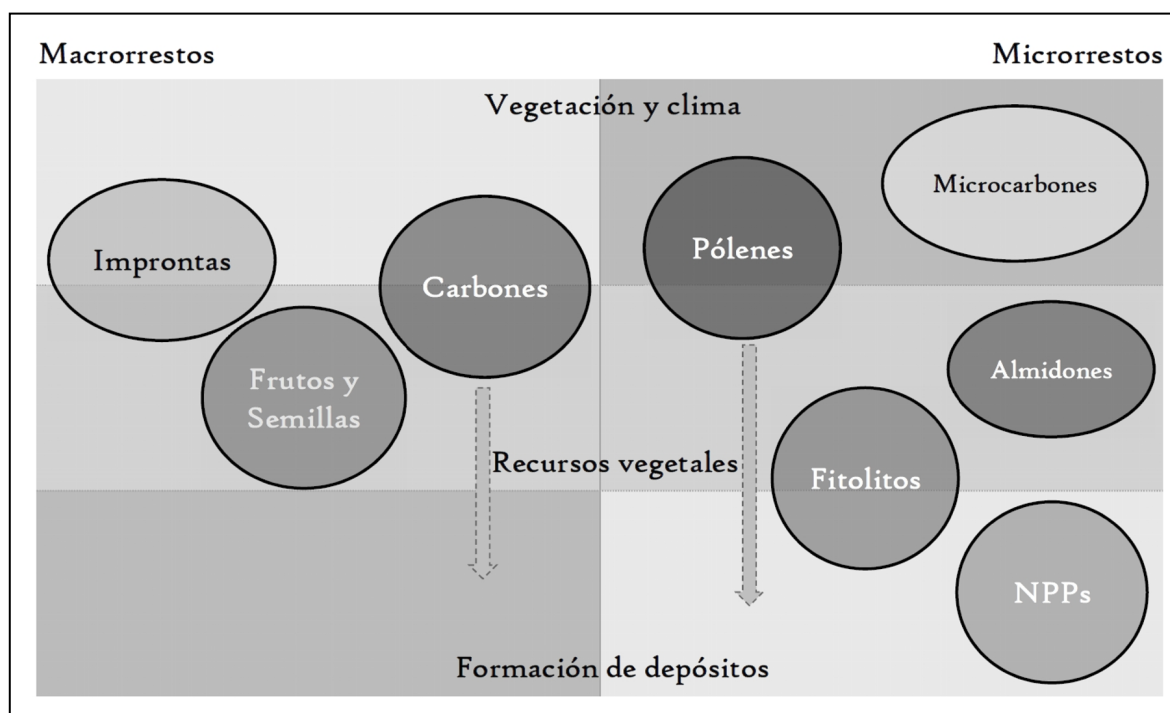 Macrorrestos
Microrrestos
Vegetación y clima
Microcarbones
Pólenes
Improntas
Carbones
Almidones
Frutos y
Semillas
Recursos vegetales
Fitolitos
NPPs
Formación de depósitos